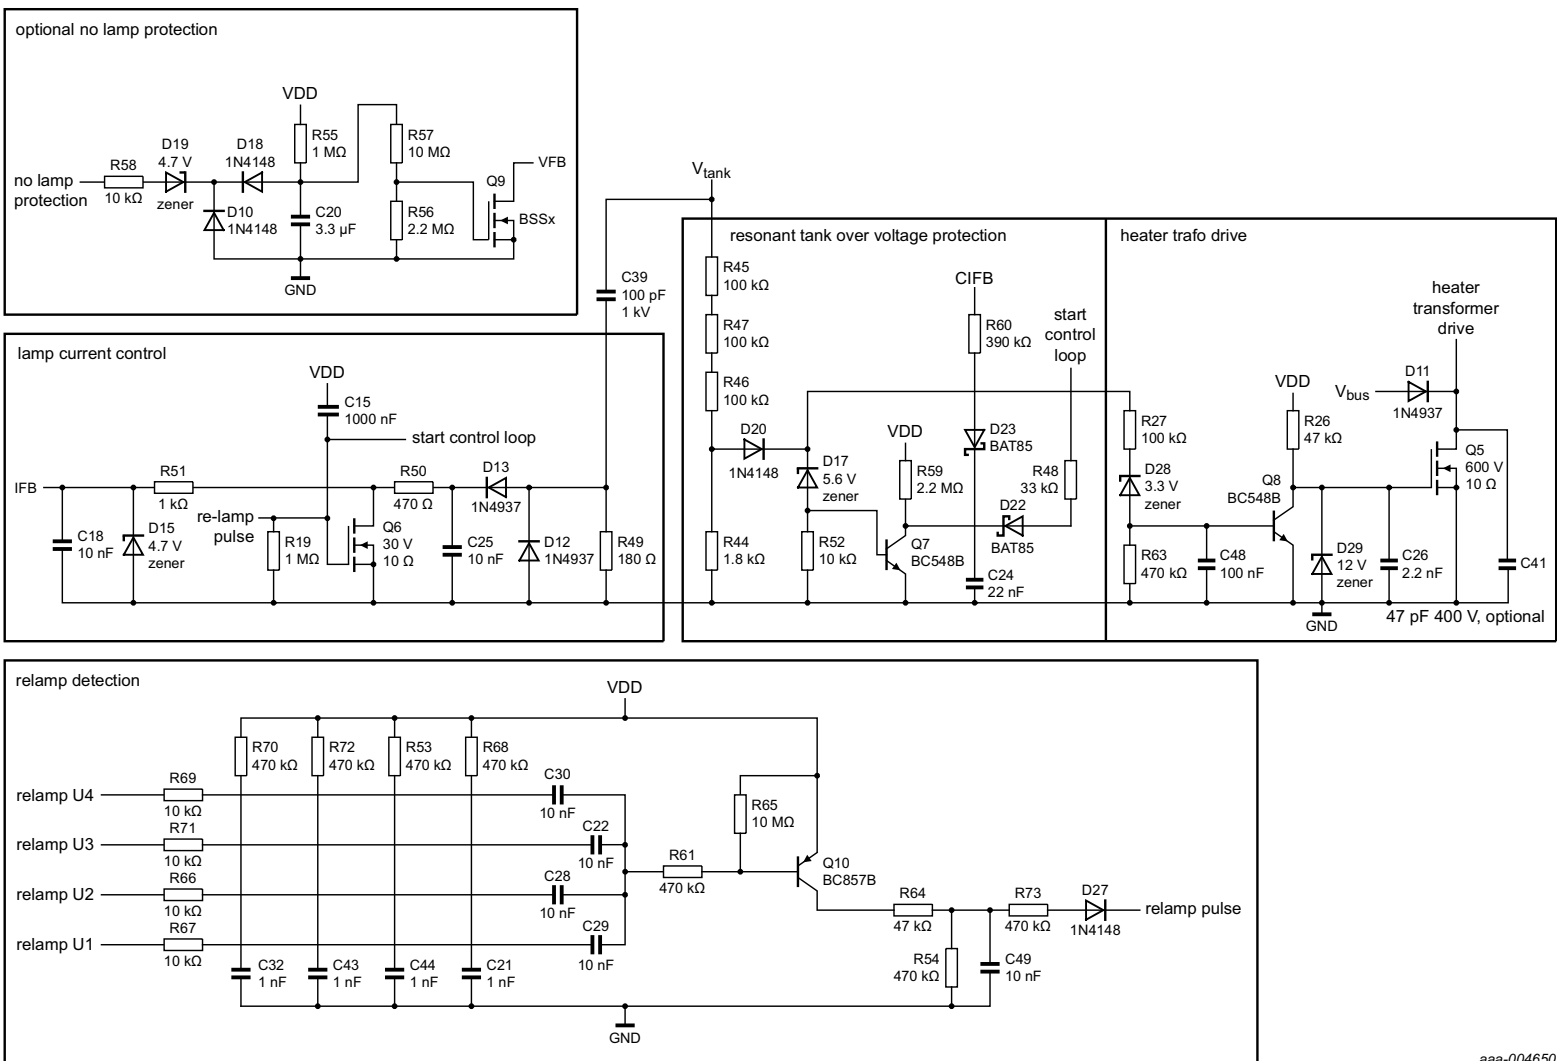 optional no lamp protection
VDD
R55
1 MΩ
R57
10 MΩ
D19
4.7 V
zener
D18
1N4148
R58
10 kΩ
no lamp
protection
D10
1N4148
C20
3.3 µF
R56
2.2 MΩ
Q9
VFB
BSSx
GND
lamp current control
VDD
C15
1000 nF
start control loop
IFB
R51
1 kΩ
R50
470 Ω
D13
1N4937
re-lamp
pulse
C18
10 nF
D15
4.7 V
zener
R19
1 MΩ
Q6
30 V
10 Ω
C25
10 nF
D12
1N4937
R49
180 Ω
C39
100 pF
1 kV
Vtank
resonant tank over voltage protection
R45
100 kΩ
R47
100 kΩ
R46
100 kΩ
CIFB
R60
390 kΩ
start
control
loop
D20
1N4148
D17
5.6 V
zener
VDD
R59
2.2 MΩ
D23
BAT85
R48
33 kΩ
D22
BAT85
R44
1.8 kΩ
R52
10 kΩ
Q7
BC548B
C24
22 nF
heater trafo drive
heater
transformer
drive
D11
1N4937
Vbus
VDD
R26
47 kΩ
R27
100 kΩ
D28
3.3 V
zener
Q8
BC548B
Q5
600 V
10 Ω
R63
470 kΩ
C48
100 nF
D29
12 V
zener
C26
2.2 nF
C41
47 pF 400 V, optional
GND
relamp detection
VDD
R70
470 kΩ
R72
470 kΩ
R53
470 kΩ
R68
470 kΩ
relamp U4
R69
10 kΩ
C30
10 nF
relamp U3
R71
10 kΩ
C22
10 nF
relamp U2
R66
10 kΩ
C28
10 nF
relamp U1
R67
10 kΩ
C29
10 nF
R61
470 kΩ
R65
10 MΩ
Q10
BC857B
R64
47 kΩ
R73
470 kΩ
D27
1N4148
relamp pulse
C32
1 nF
C43
1 nF
C44
1 nF
C21
1 nF
R54
470 kΩ
C49
10 nF
GND
aaa-004650